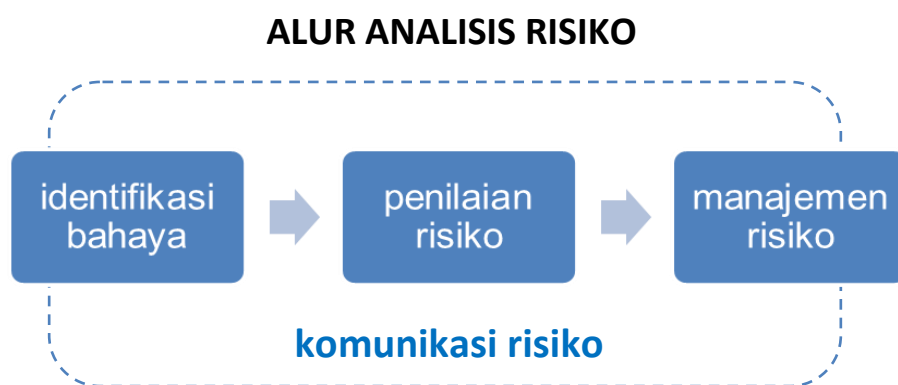 ALUR ANALISIS RISIKO
identifikasi
bahaya
penilaian
risiko
manajemen
risiko
komunikasi risiko